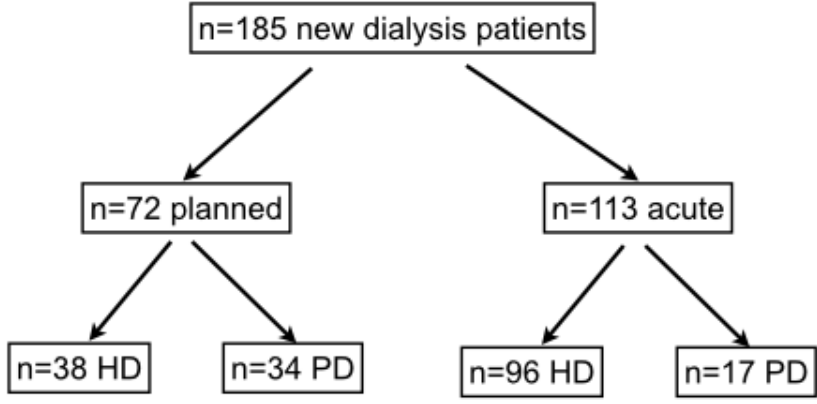 n=185 new dialysis patients
n=72 planned
n=113 acute
n=38 HD
n=34 PD
n=96 HD
n=17 PD